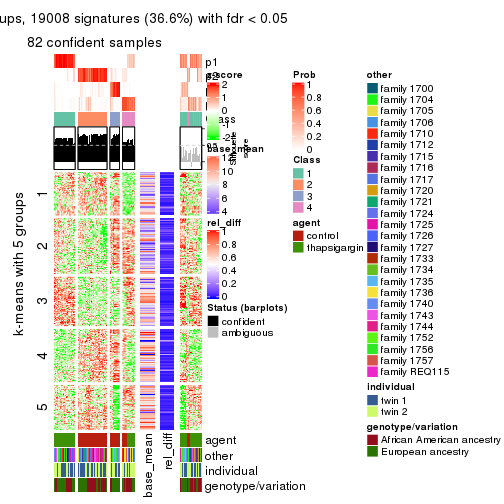 ups, 19008 signatures (36.6%) with fdr < 0.05
82 confident samples
p1
z-score
2
1
0
-2
Class
Silhouette
score
base_mean
12
10
8
6
4
rel_diff
1
0.8
0.6
0.4
0.2
0
Status (barplots)
confident
ambiguous
Prob
1
0.8
0.6
0.4
0.2
0
Class
1
2
3
4
agent
control
thapsigargin
other
family 1700
family 1704
family 1705
family 1706
family 1710
family 1712
family 1715
family 1716
family 1717
family 1720
family 1721
family 1724
family 1725
family 1726
family 1727
family 1733
family 1734
family 1735
family 1736
family 1740
family 1743
family 1744
family 1752
family 1756
family 1757
family REQ115
individual
twin 1
twin 2
genotype/variation
African American ancestry
European ancestry
k-means with 5 groups
1
2
3
4
5
agent
other
individual
genotype/variation
base_mean
rel_diff